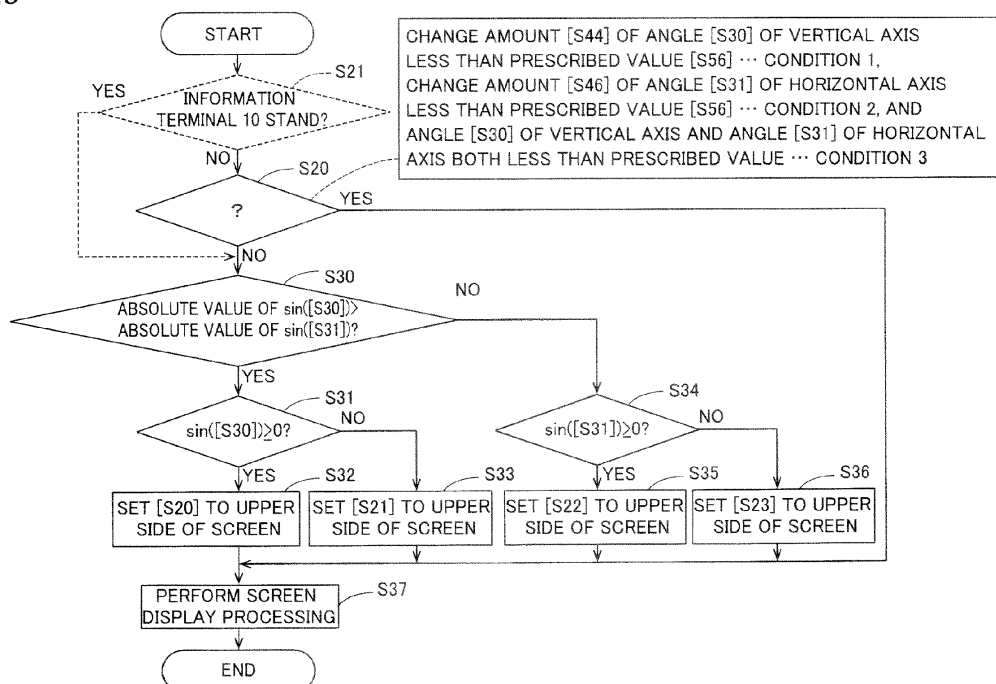 START
CHANGE AMOUNT [S44] OF ANGLE [S30] OF VERTICAL AXIS
LESS THAN PRESCRIBED VALUE [S56] ··· CONDITION 1,
CHANGE AMOUNT [S46] OF ANGLE [S31] OF HORIZONTAL AXIS
LESS THAN PRESCRIBED VALUE [S56] ··· CONDITION 2, AND
ANGLE [S30] OF VERTICAL AXIS AND ANGLE [S31] OF HORIZONTAL
AXIS BOTH LESS THAN PRESCRIBED VALUE ··· CONDITION 3
S21
YES
INFORMATION
TERMINAL 10 STAND?
NO
S20
?
YES
NO
S30
ABSOLUTE VALUE OF sin([S30])>
ABSOLUTE VALUE OF sin([S31])?
NO
YES
S31
sin([S30])≥0?
NO
YES
S34
sin([S31])≥0?
NO
YES
S32
SET [S20] TO UPPER
SIDE OF SCREEN
S33
SET [S21] TO UPPER
SIDE OF SCREEN
S35
SET [S22] TO UPPER
SIDE OF SCREEN
S36
SET [S23] TO UPPER
SIDE OF SCREEN
PERFORM SCREEN
DISPLAY PROCESSING
S37
END